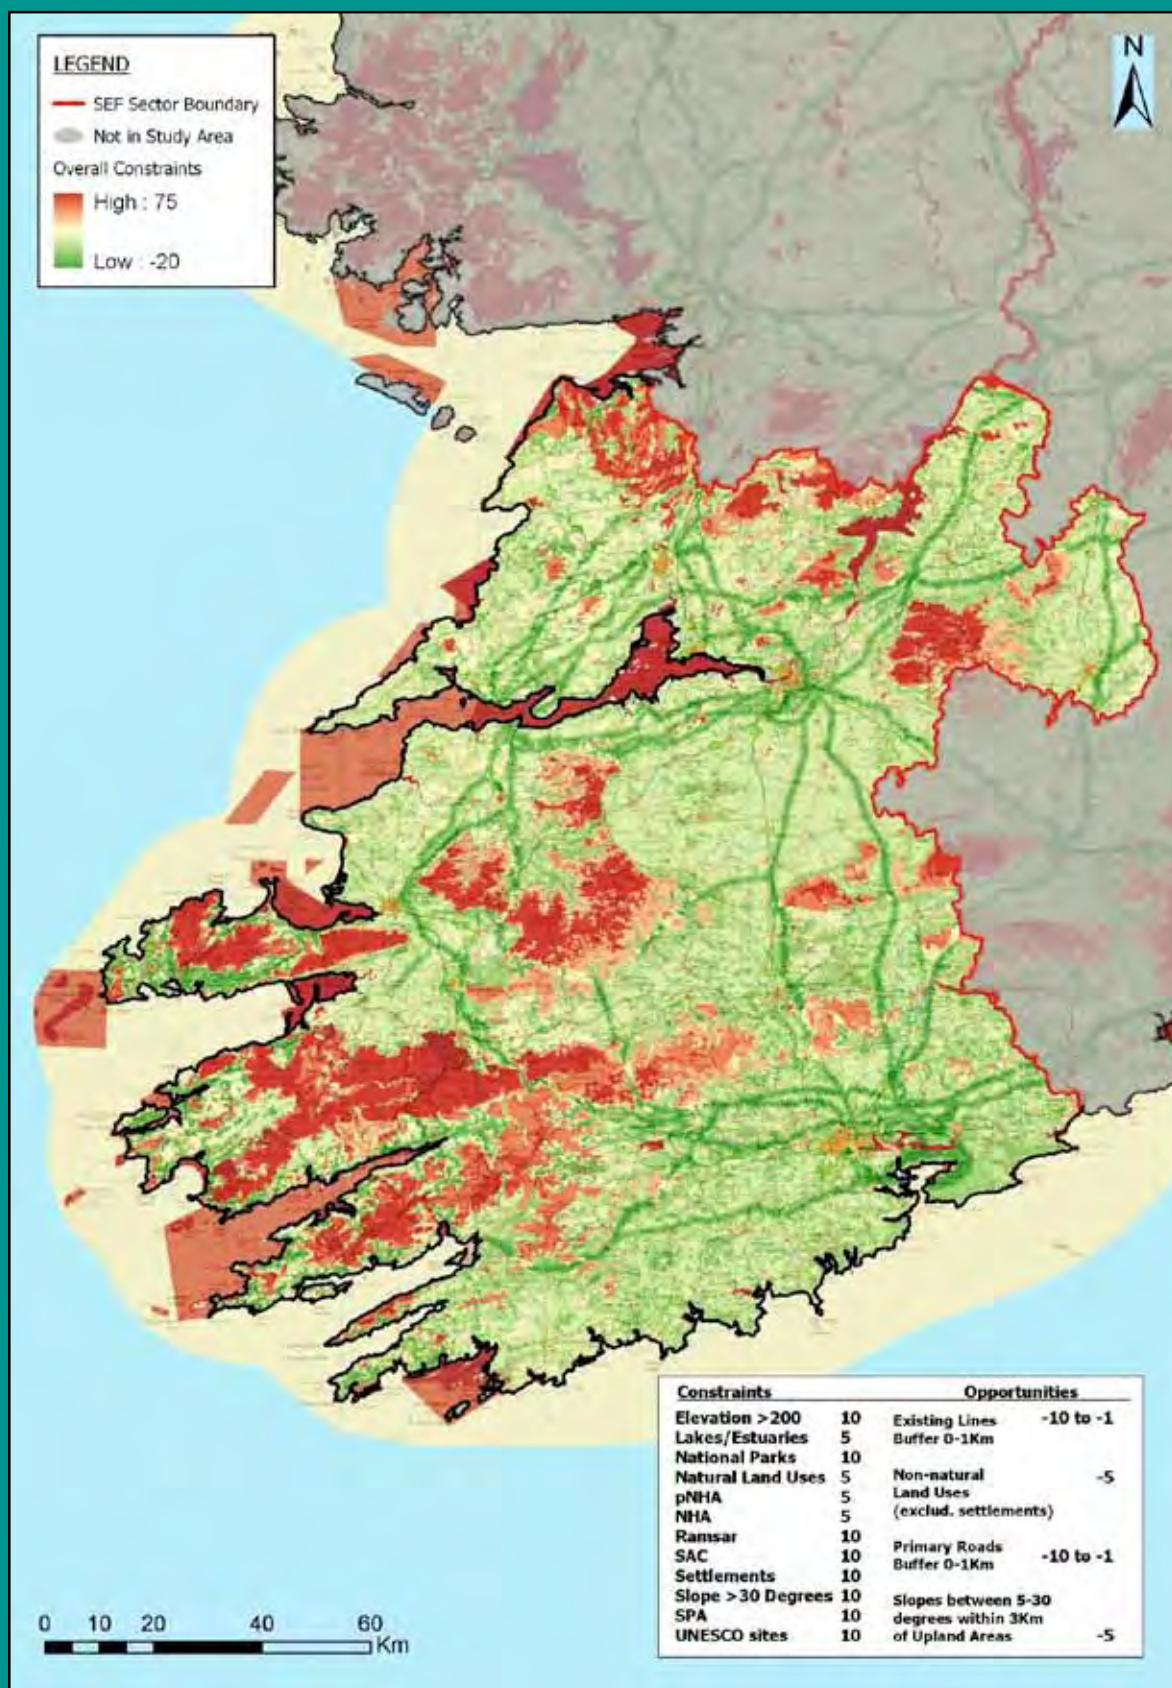 N
LEGEND
SEF Sector Boundary
Not in Study Area
Overall Constraints
High : 75
Low : -20
Constraints Opportunities
Elevation >200 10 Existing Lines -10 to -1
Lakes/Estuaries 5 Buffer 0-1Km
National Parks 10
Natural Land Uses 5 Non-natural -5
pNHA 5 Land Uses
NHA 5 (exclud. settlements)
Ramsar 10
SAC 10 Primary Roads -10 to -1
Settlements 10 Buffer 0-1Km
Slope >30 Degrees 10 Slopes between 5-30
SPA 10 degrees within 3Km
UNESCO sites 10 of Upland Areas -5
0 10 20 40 60
Km